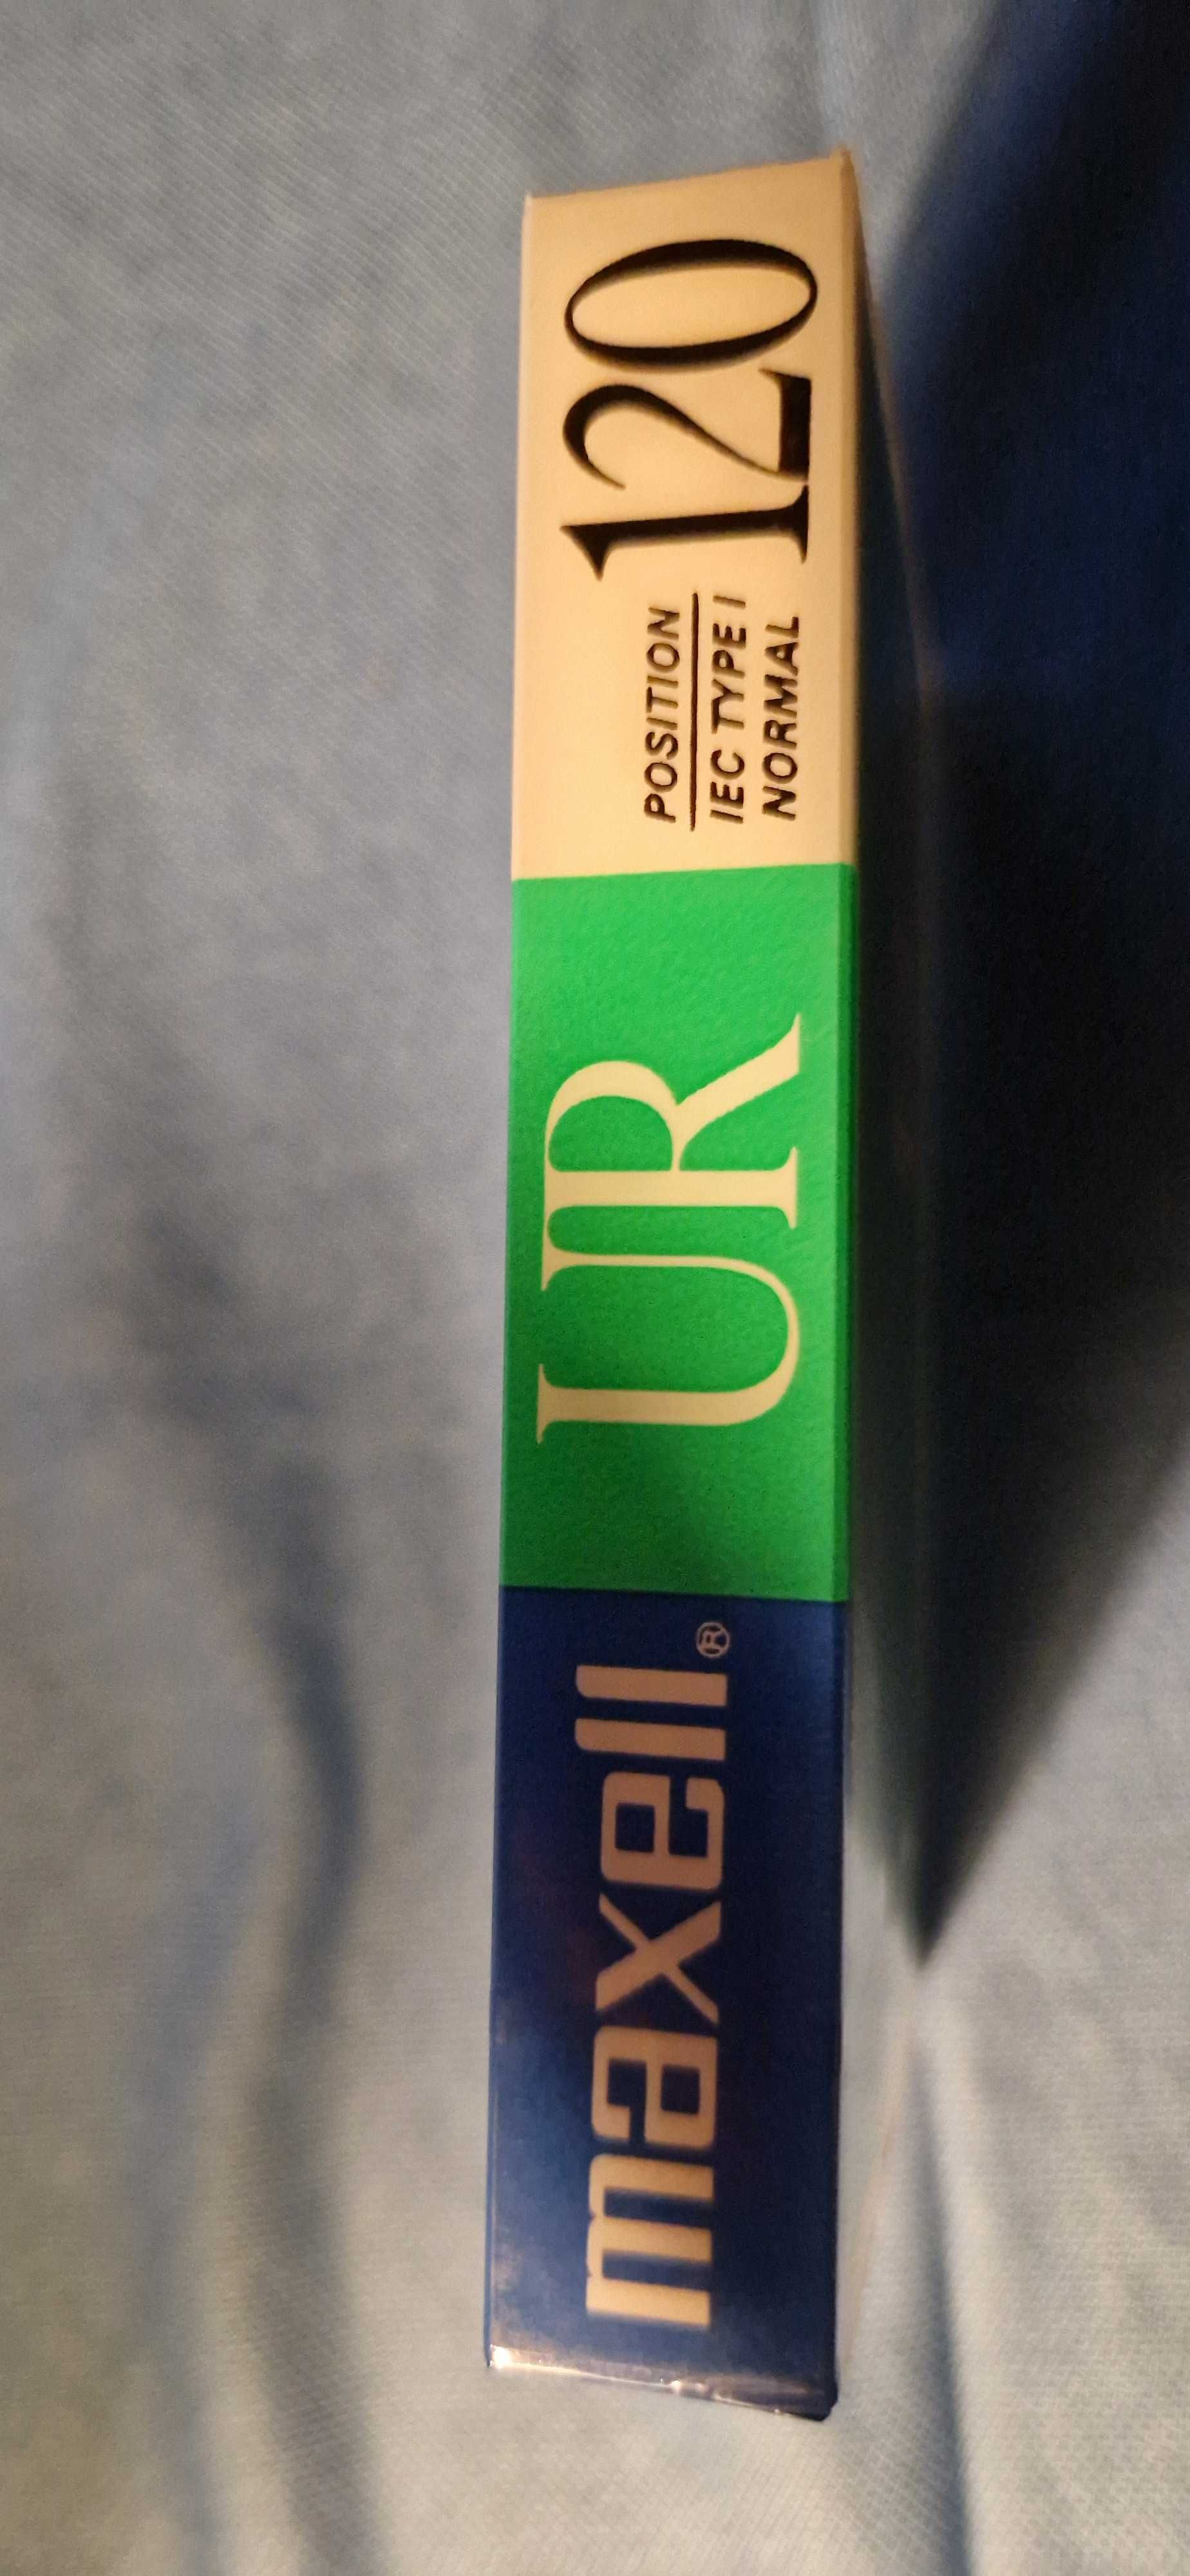 maxell®
UR
POSITION
IEC TYPE I
NORMAL
120